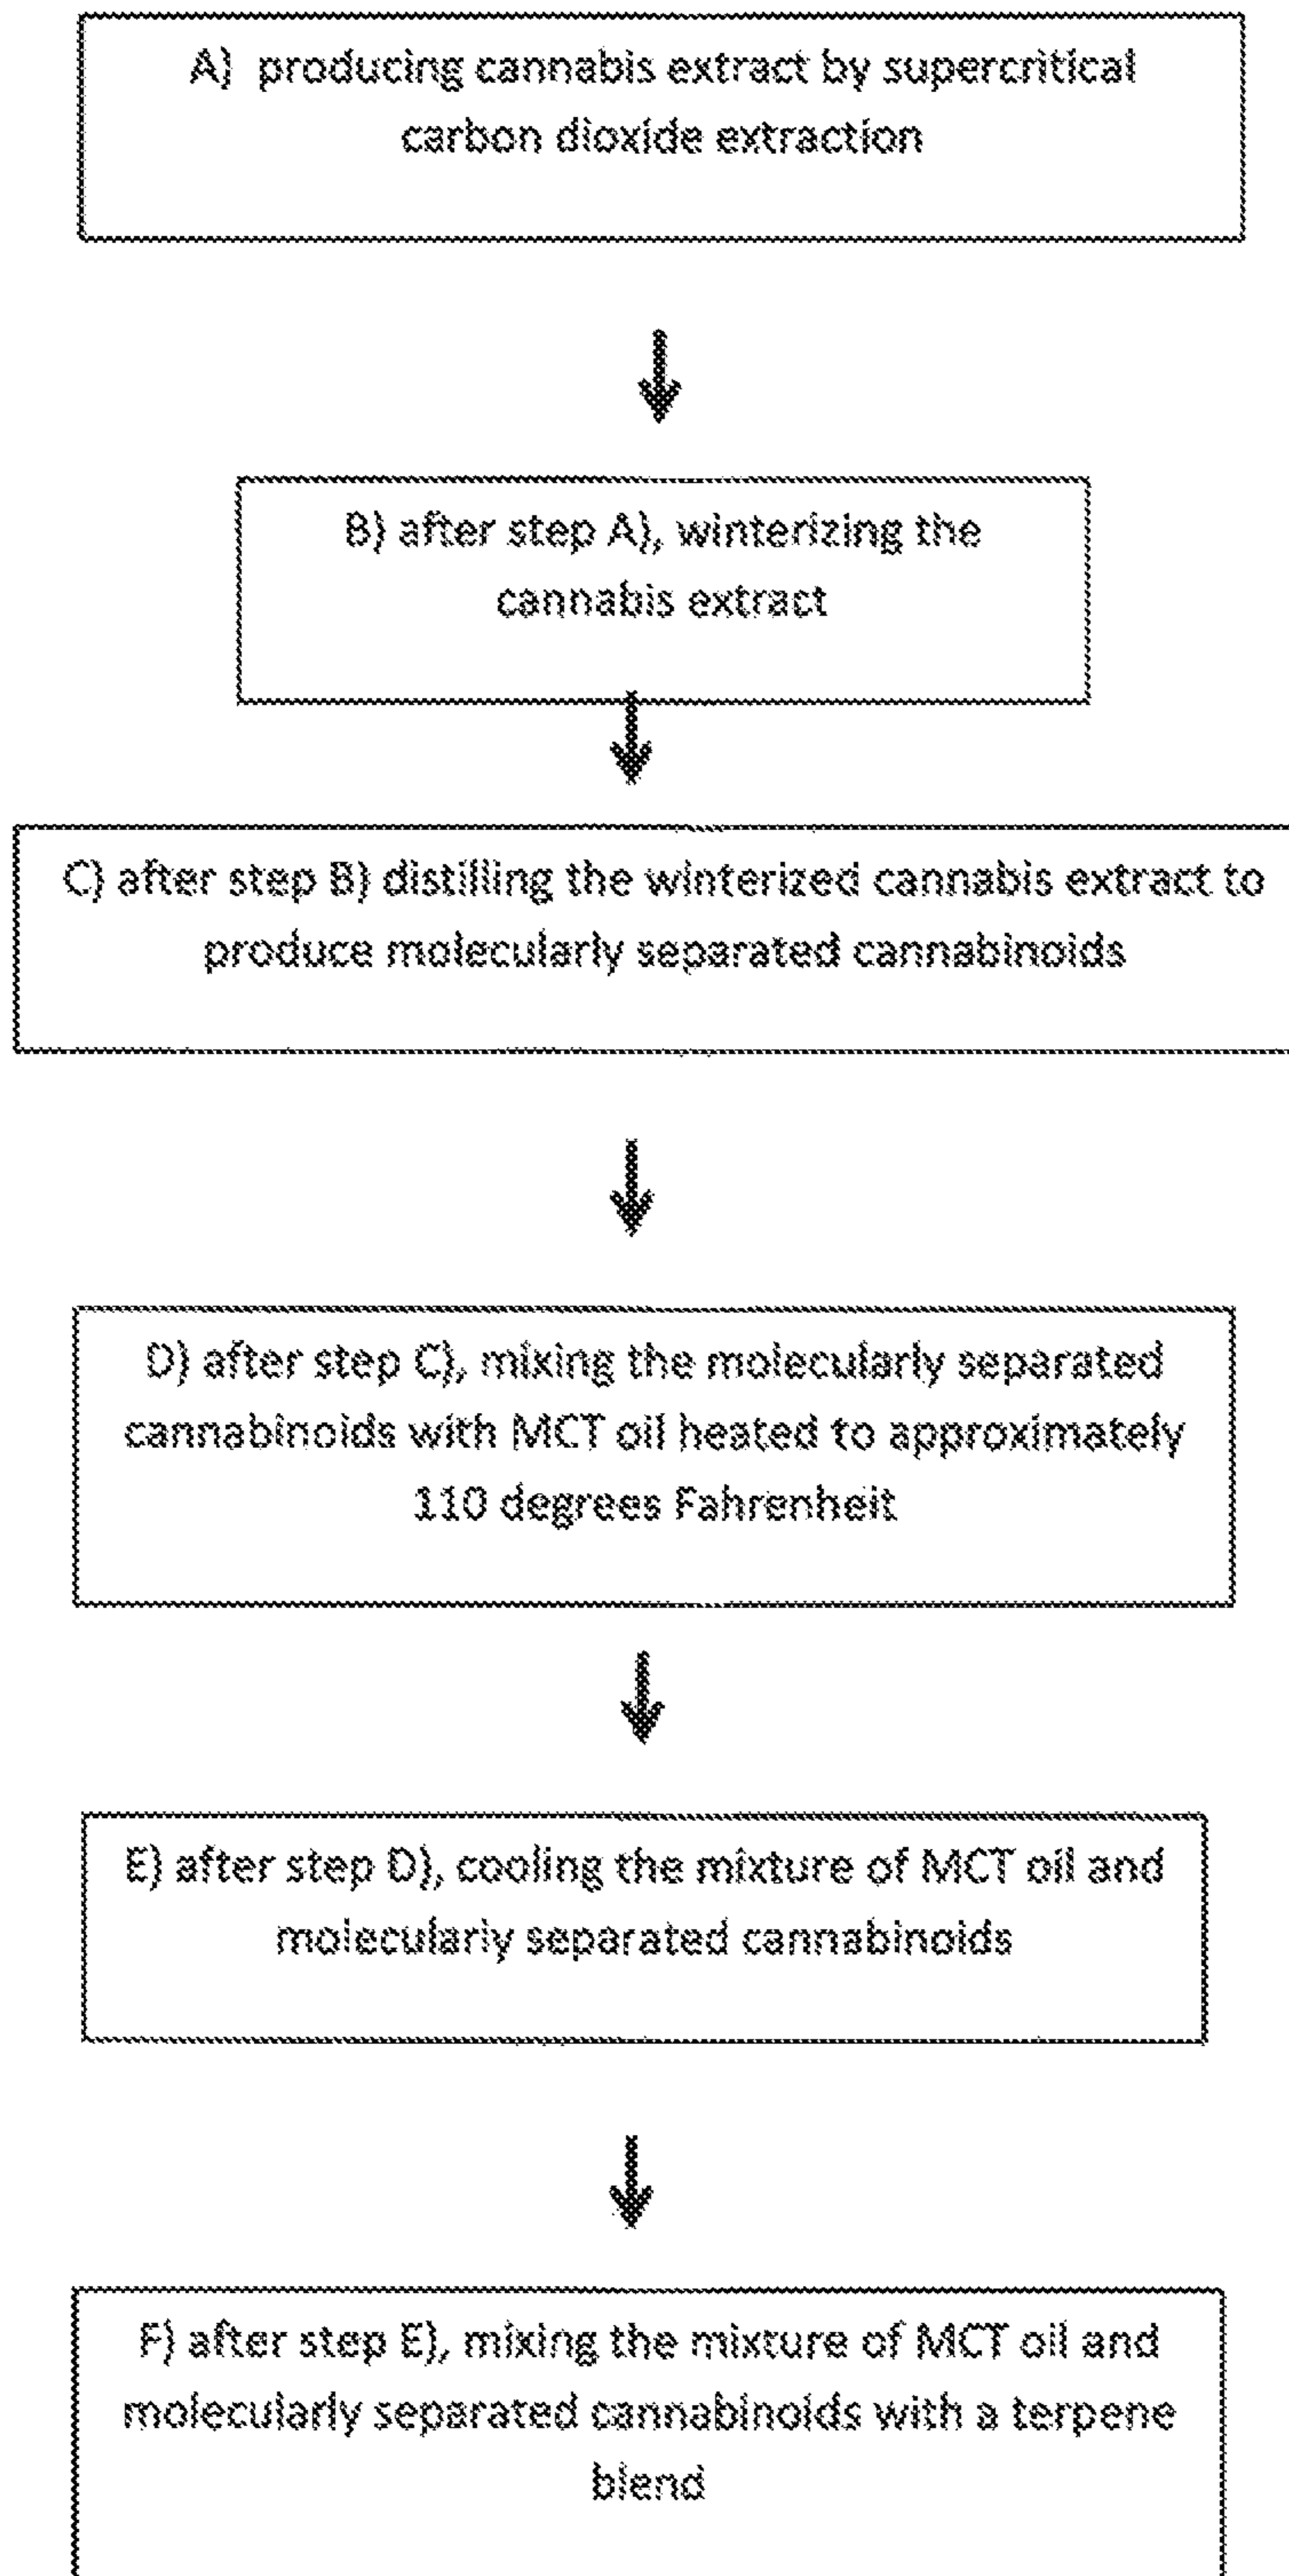 A) producing cannabis extract by supercritical
carbon dioxide extraction
B) after step A), winterizing the
cannabis extract
C) after step B) distilling the winterized cannabis extract to
produce molecularly separated cannabinoids
D) after step C), mixing the molecularly separated
cannabinoids with MCT oil heated to approximately
110 degrees Fahrenheit
E) after step D), cooling the mixture of MCT oil and
molecularly separated cannabinoids
F) after step E), mixing the mixture of MCT oil and
molecularly separated cannabinoids with a terpene
blend